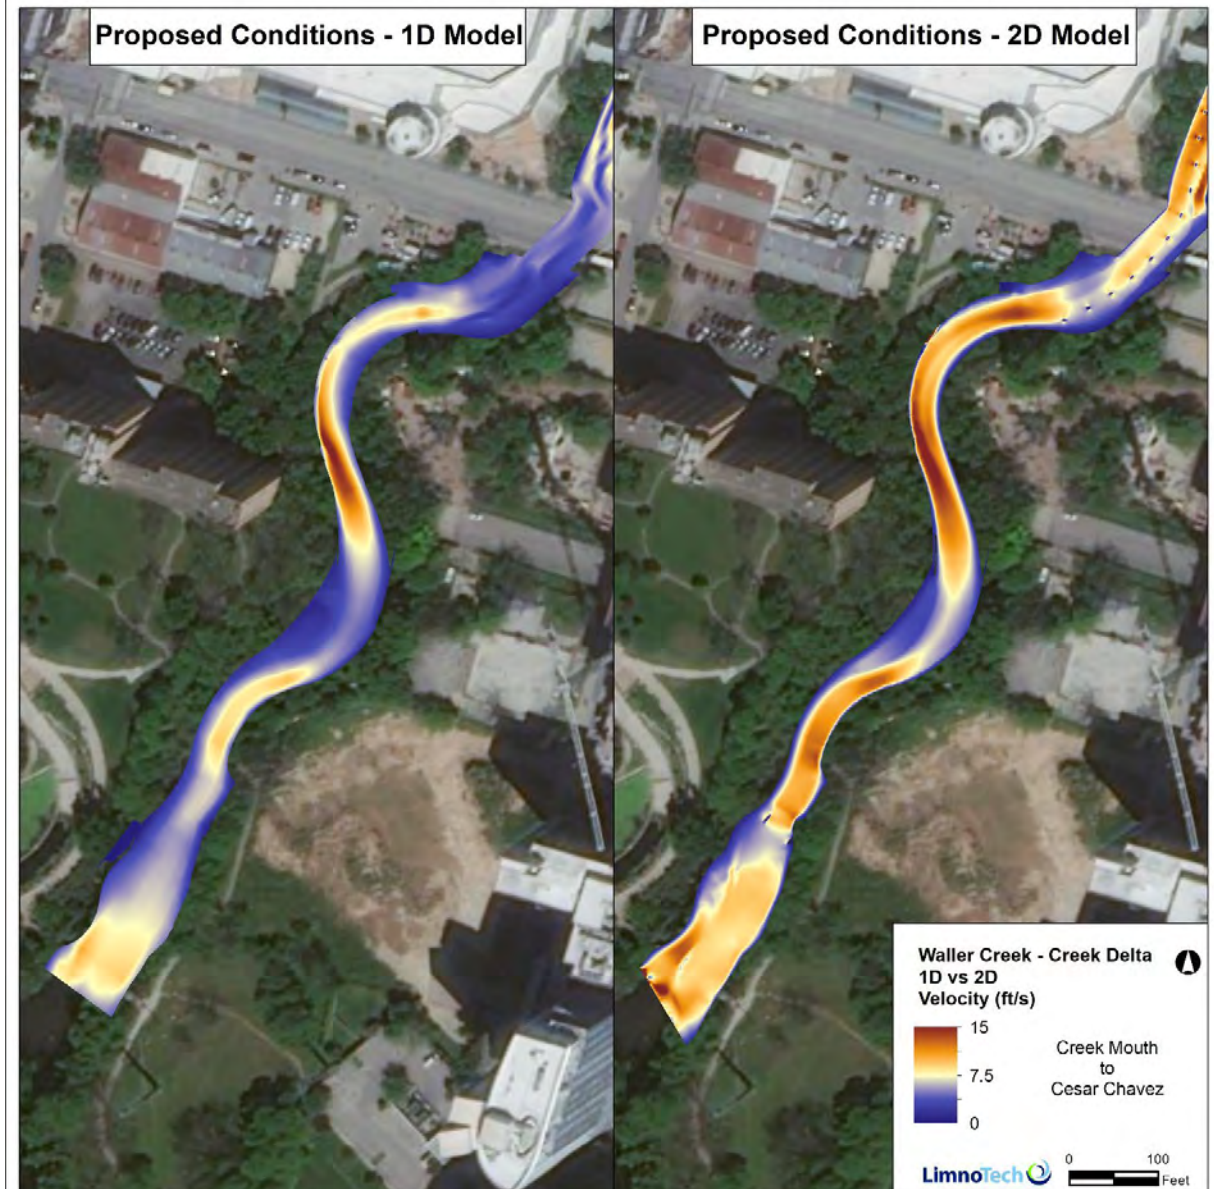 Proposed Conditions - 1D Model
Proposed Conditions - 2D Model
Waller Creek - Creek Delta
1D vs 2D
Velocity (ft/s)
15
7.5
0
Creek Mouth
to
Cesar Chavez
LimnoTech
0 100
Feet